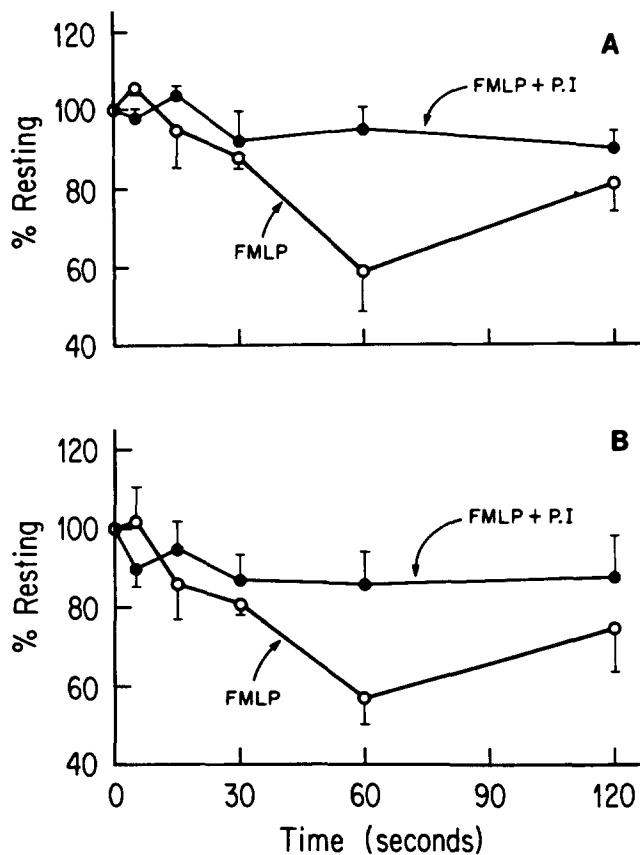 120
A
100
FMLP + P.I
80
% Resting
FMLP
60
40
120
B
100
FMLP + P.I
80
% Resting
FMLP
60
40
0 30 60 90 120
Time (seconds)